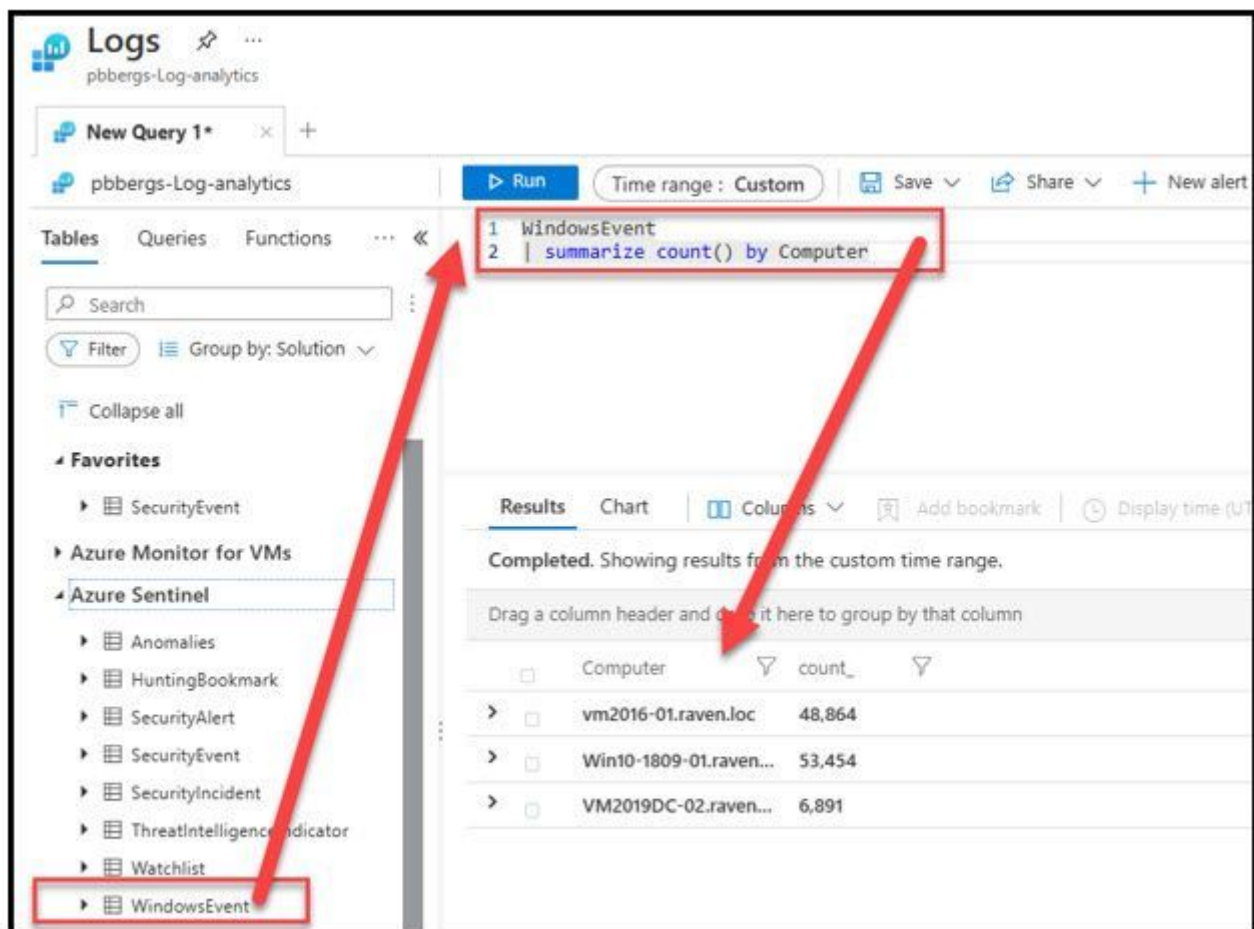 Logs ...
pbbergs-Log-analytics
New Query 1* × +
pbbergs-Log-analytics
Run Time range : Custom Save Share + New alert
Tables Queries Functions ... «
1 WindowsEvent
2 | summarize count() by Computer
Search
Filter Group by: Solution
Collapse all
Favorites
SecurityEvent
Azure Monitor for VMs
Azure Sentinel
Anomalies
HuntingBookmark
SecurityAlert
SecurityEvent
SecurityIncident
Watchlist
WindowsEvent
Results Chart Add bookmark Display time (UT
Completed. Showing results the custom time range.
Drag a column header and it here to group by that column
Computer count_
vm2016-01.raven.loc 48,864
Win10-1809-01.raven... 53,454
VM2019DC-02.raven... 6,891